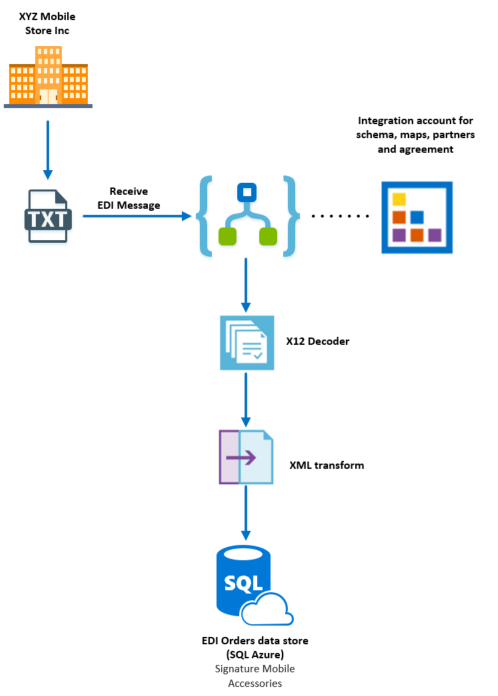 XYZ Mobile
Store Inc
Integration account for
schema, maps, partners
and agreement
TXT
Receive
EDI Message
X12 Decoder
XML transform
SQL
EDI Orders data store
(SQL Azure)
Signature Mobile
Accessories